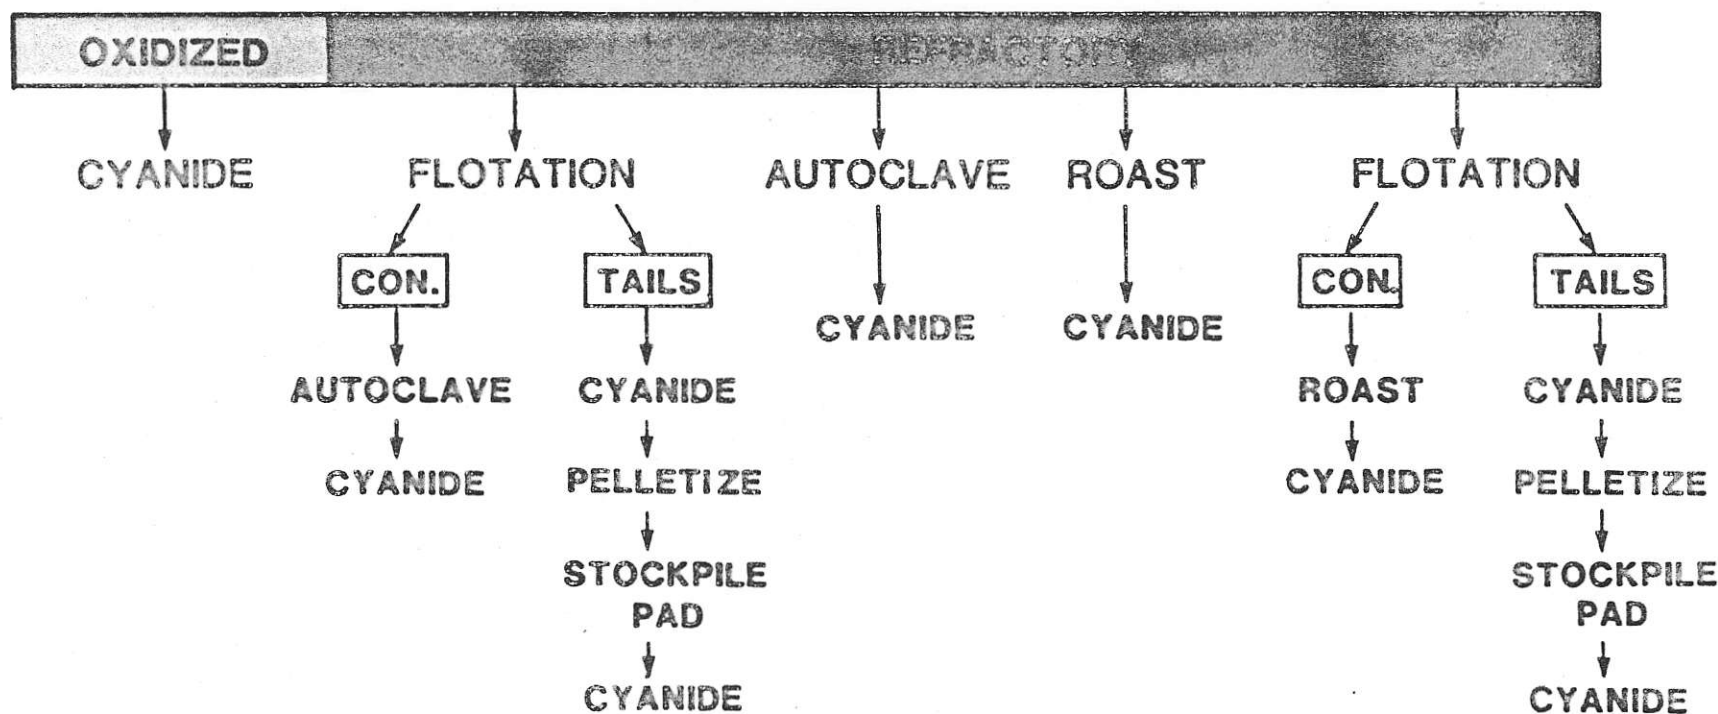 OXIDIZED REFRACTORY
CYANIDE FLOTATION AUTOCLAVE ROAST FLOTATION
CON. TAILS CON. TAILS
CYANIDE CYANIDE
AUTOCLAVE CYANIDE ROAST CYANIDE
CYANIDE PELLETIZE CYANIDE PELLETIZE
STOCKPILE STOCKPILE
PAD PAD
CYANIDE CYANIDE